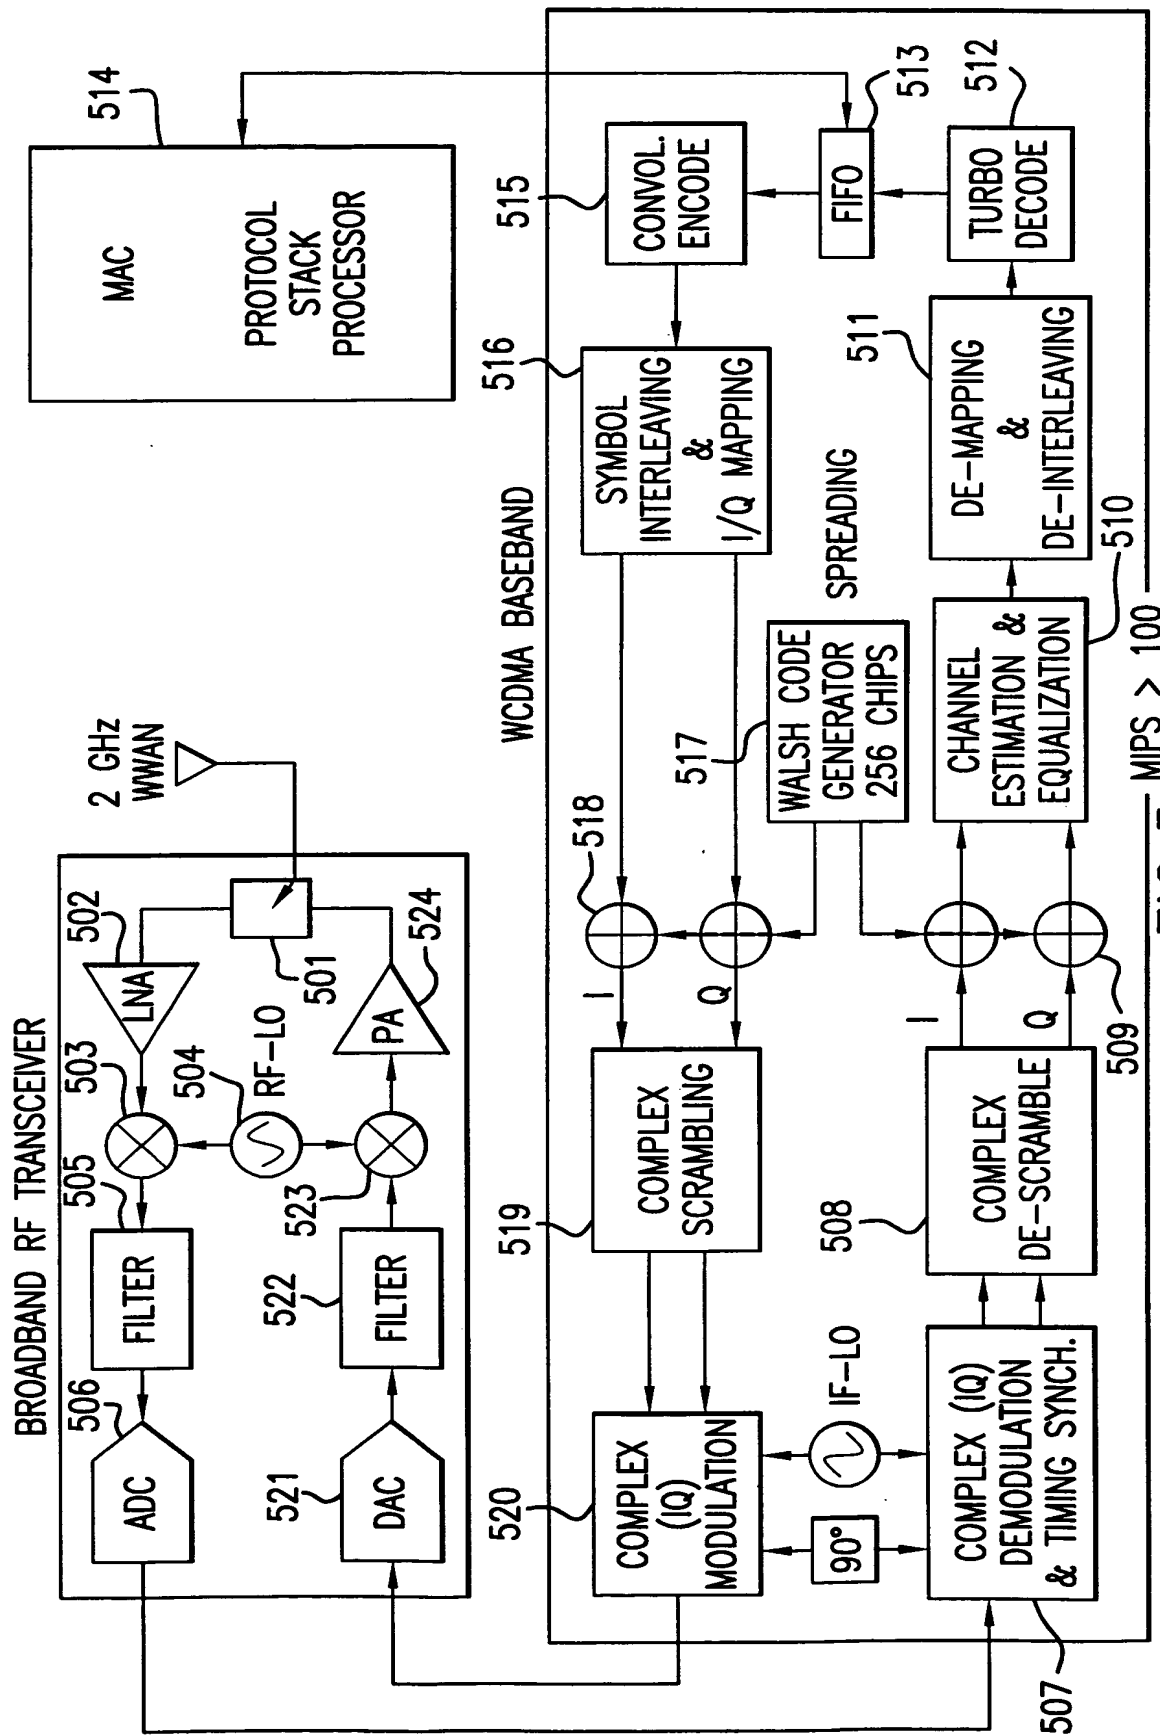 BROADBAND RF TRANSCEIVER
2 GHz
WWAN
506
ADC
505
FILTER
503
502
LNA
504
RF-LO
501
521
DAC
522
FILTER
523
PA
524
514
MAC
PROTOCOL
STACK
PROCESSOR
WCDMA BASEBAND
520
COMPLEX
(IQ)
MODULATION
519
COMPLEX
SCRAMBLING
I
Q
518
516
SYMBOL
INTERLEAVING
&
I/Q MAPPING
515
CONVOL.
ENCODE
513
FIFO
90°
IF-LO
517
WALSH CODE
GENERATOR
256 CHIPS
SPREADING
507
COMPLEX (IQ)
DEMODULATION
& TIMING SYNCH.
508
COMPLEX
DE-SCRAMBLE
I
Q
509
CHANNEL
ESTIMATION &
EQUALIZATION
510
511
DE-MAPPING
&
DE-INTERLEAVING
512
TURBO
DECODE
MIPS > 100